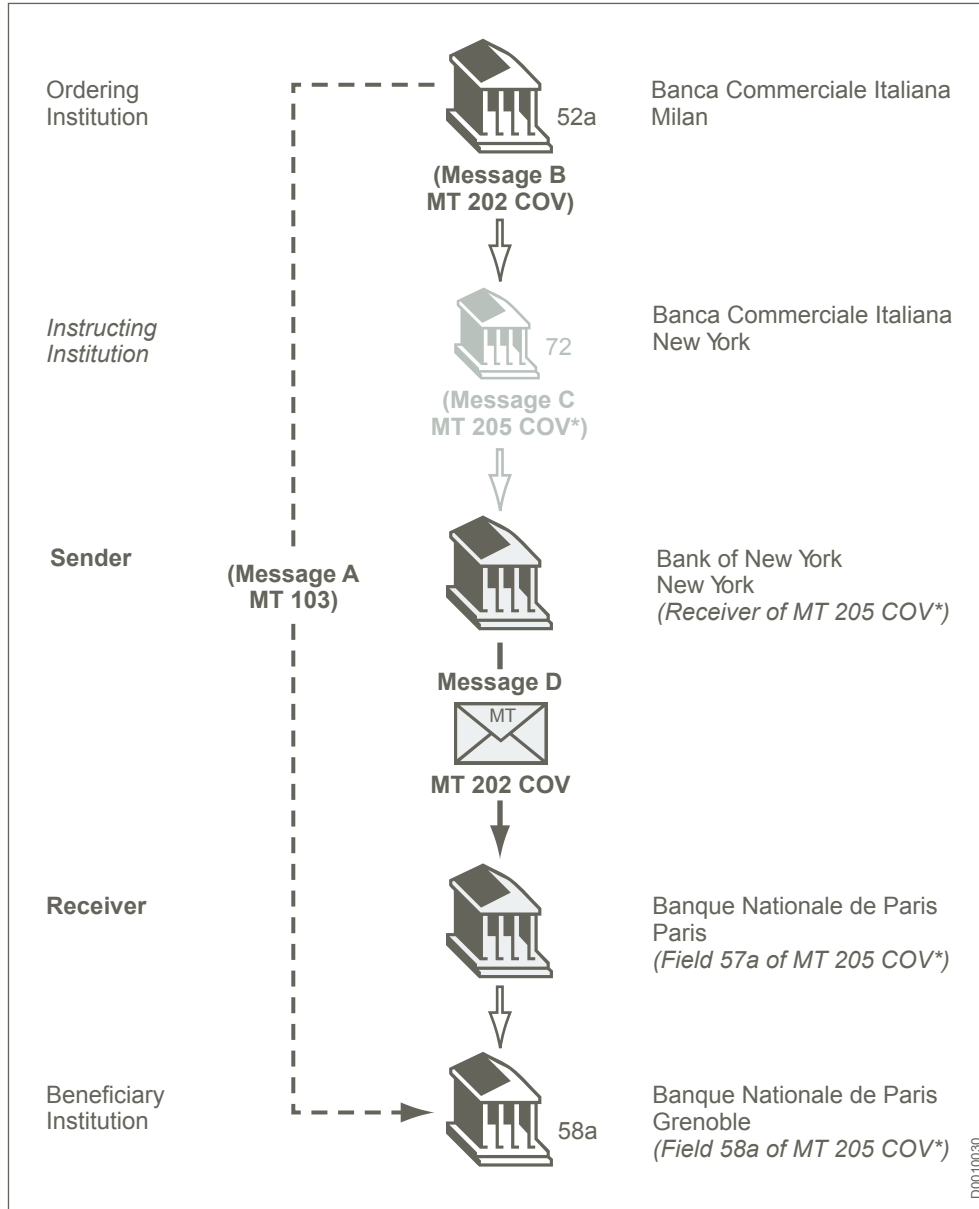 Ordering
Institution
52a
Banca Commerciale Italiana
Milan
(Message B
MT 202 COV)
Instructing
Institution
72
Banca Commerciale Italiana
New York
(Message C
MT 205 COV*)
Sender
(Message A
MT 103)
Bank of New York
New York
(Receiver of MT 205 COV*)
Message D
MT
MT 202 COV
Receiver
Banque Nationale de Paris
Paris
(Field 57a of MT 205 COV*)
Beneficiary
Institution
58a
Banque Nationale de Paris
Grenoble
(Field 58a of MT 205 COV*)
D0010030